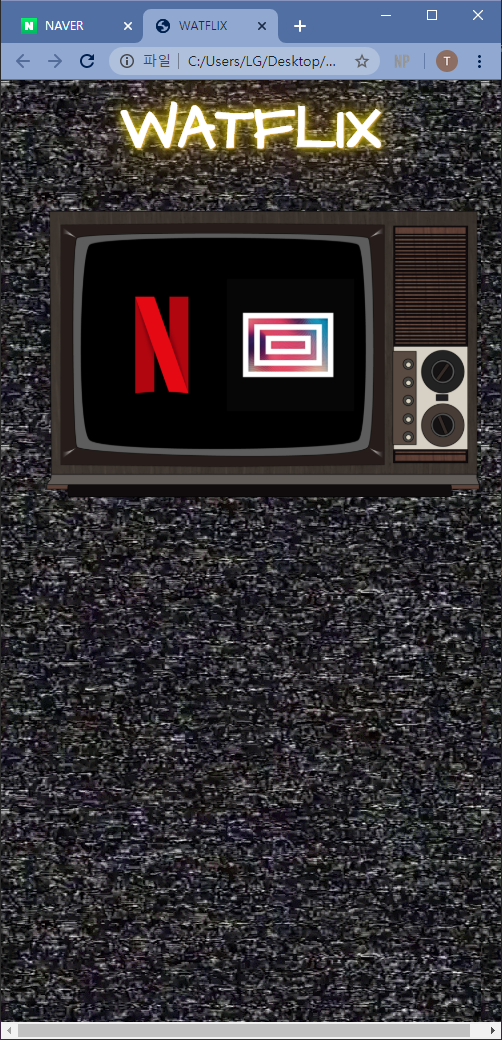 N NAVER
WATFLIX
파일 | C:/Users/LG/Desktop/...
NP
T
WATFLIX
N